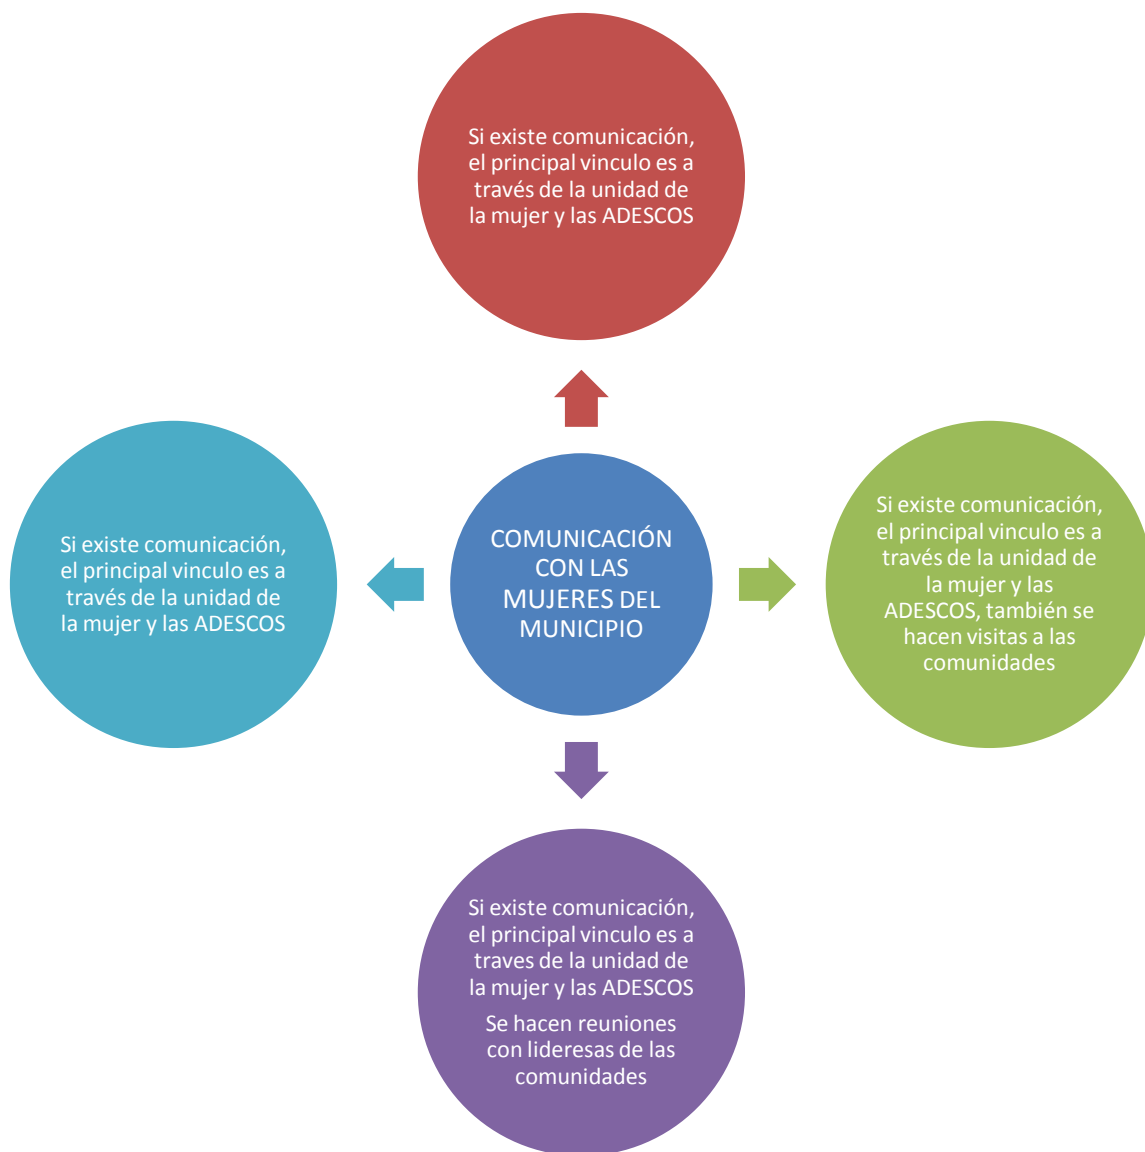 Si existe comunicación,
el principal vinculo es a
través de la unidad de
la mujer y las ADESCOS
Si existe comunicación,
el principal vinculo es a
través de la unidad de
la mujer y las ADESCOS
COMUNICACIÓN
CON LAS
MUJERES DEL
MUNICIPIO
Si existe comunicación,
el principal vinculo es a
través de la unidad de
la mujer y las
ADESCOS, también se
hacen visitas a las
comunidades
Si existe comunicación,
el principal vinculo es a
traves de la unidad de
la mujer y las ADESCOS
Se hacen reuniones
con lideresas de las
comunidades